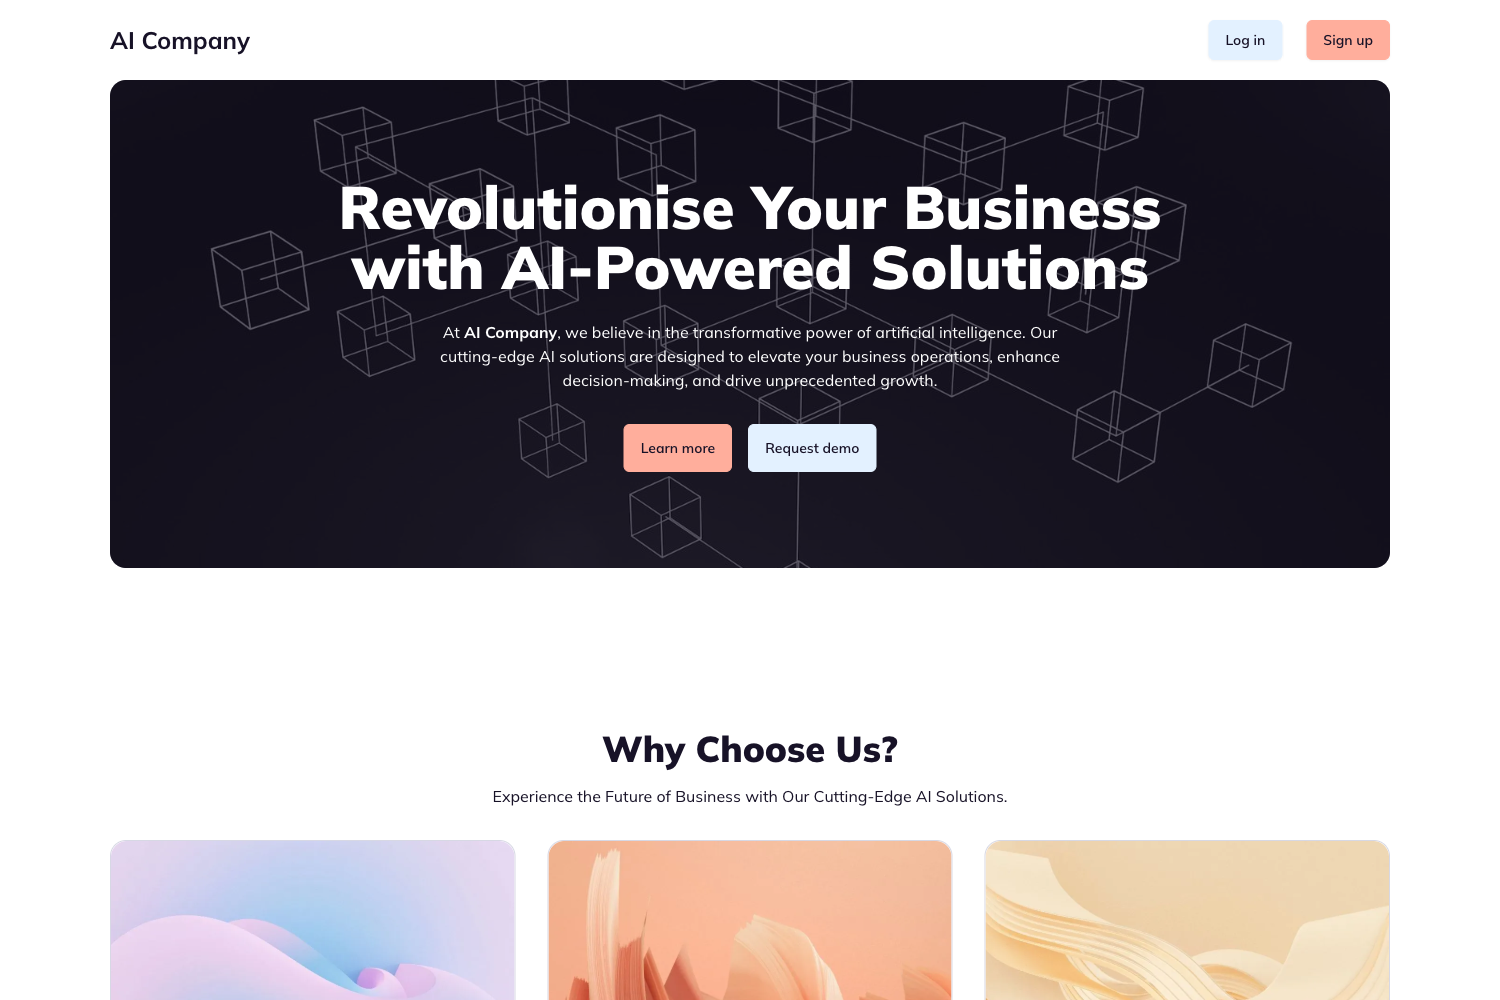 AI Company
Log in
Sign up
Revolutionise Your Business
with AI-Powered Solutions
At AI Company, we believe in the transformative power of artificial intelligence. Our
cutting-edge AI solutions are designed to elevate your business operations, enhance
decision-making, and drive unprecedented growth.
Learn more
Request demo
Why Choose Us?
Experience the Future of Business with Our Cutting-Edge AI Solutions.